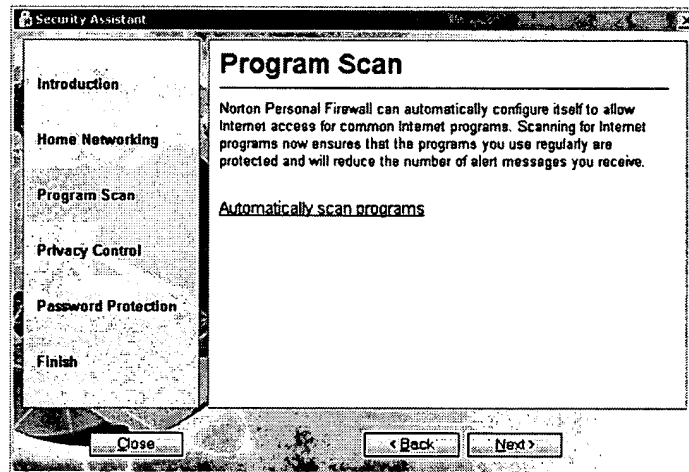 Security Assistant
Introduction
Home Networking
Program Scan
Privacy Control
Password Protection
Finish
Program Scan
Norton Personal Firewall can automatically configure itself to allow
Internet access for common Internet programs. Scanning for Internet
programs now ensures that the programs you use regularly are
protected and will reduce the number of alert messages you receive.
Automatically scan programs
Close
< Back
Next >